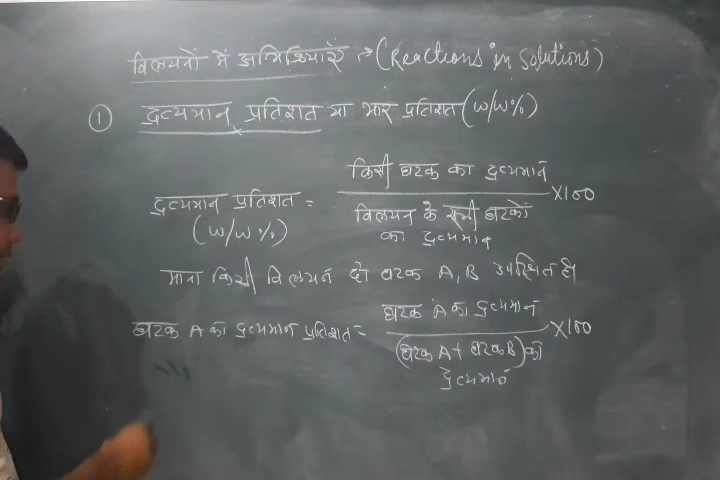 विलयनों में अभिक्रियाऐं → (Reactions in Solutions)
① द्रव्यमान प्रतिशत या भार प्रतिशत (W/W%)
किसी घटक का द्रव्यमान
द्रव्यमान प्रतिशत = X100
(W/W%)
विलयन के सभी घटकों
का द्रव्यमान
माना किसी विलयन दो घटक A, B उपस्थित है।
घटक A का द्रव्यमान
घटक A का द्रव्यमान प्रतिशत = X100
(घटक A + घटक B) का
द्रव्यमान